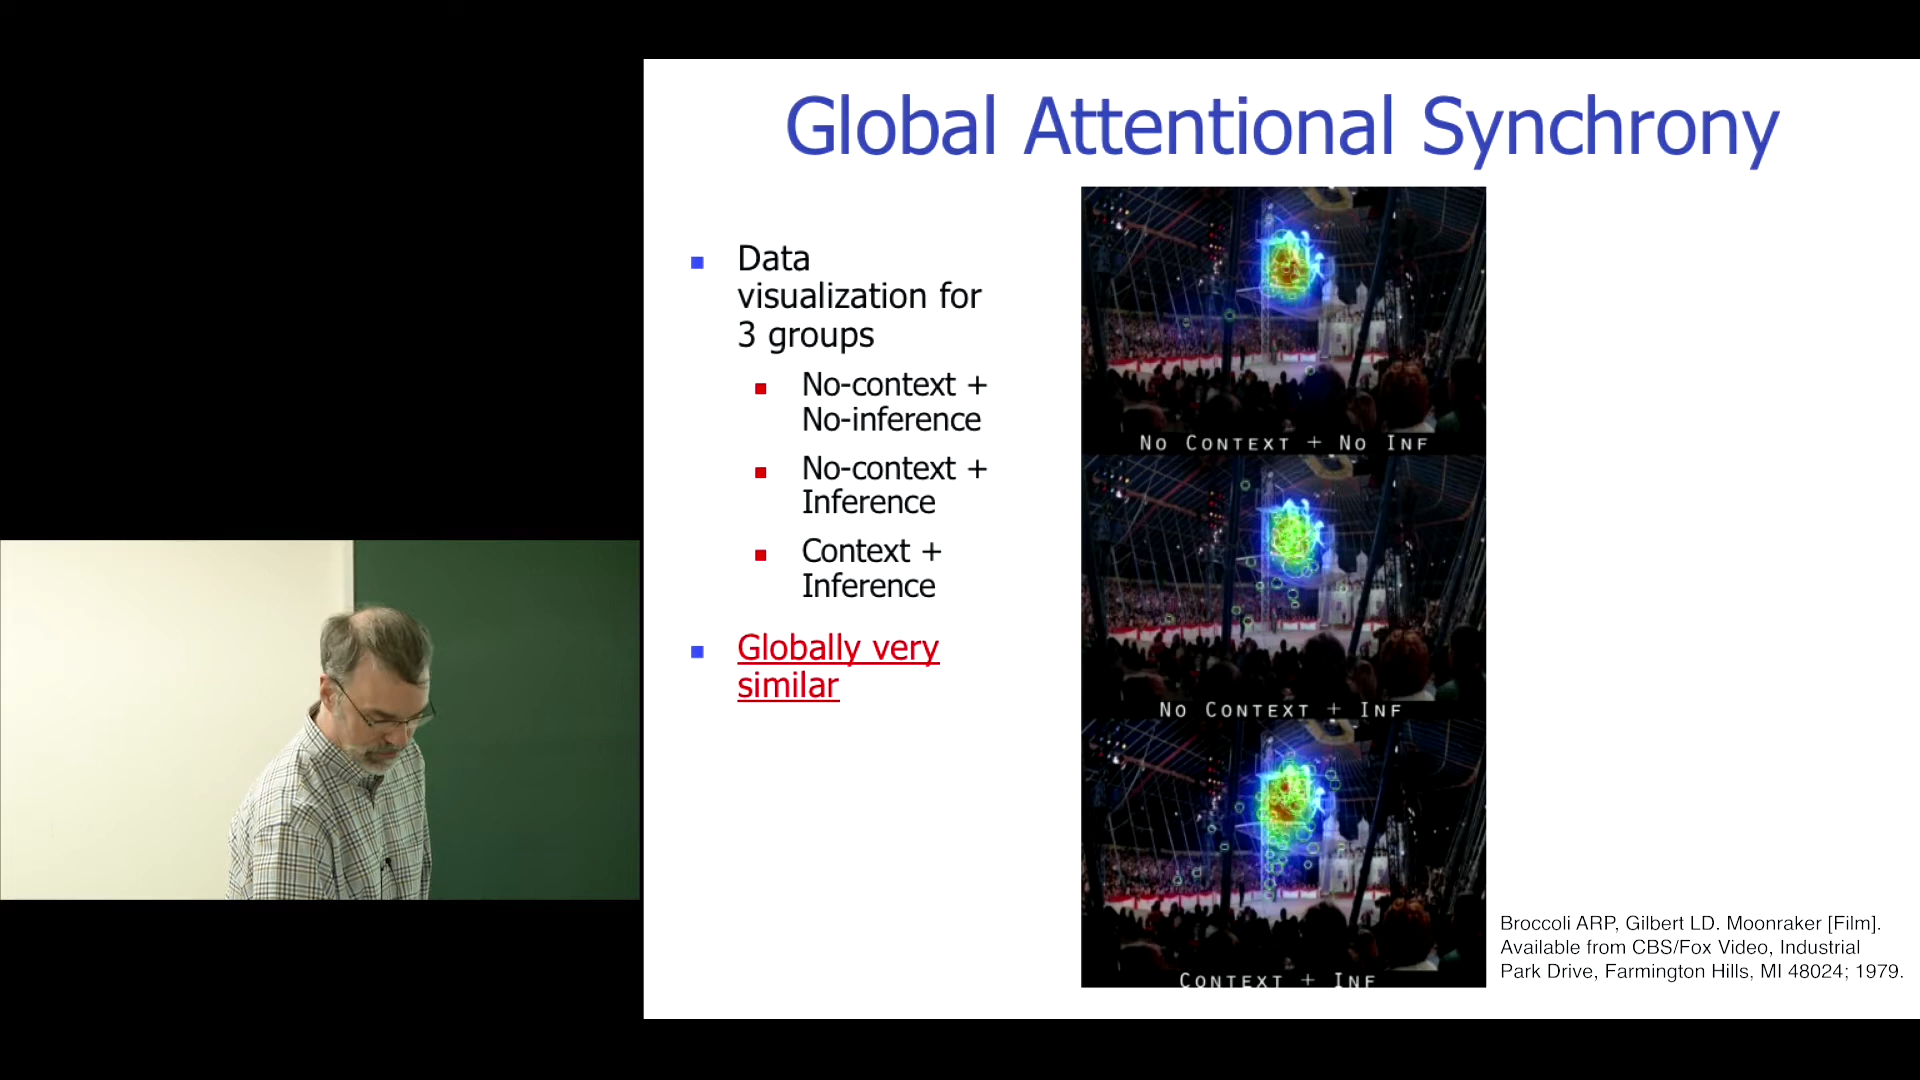 Global Attentional Synchrony
Data
visualization for
3 groups
No-context +
No-inference
No-context +
Inference
Context +
Inference
Globally very
similar
No Context + No Inf
No Context + Inf
Context + Inf
Broccoli ARP, Gilbert LD. Moonraker [Film].
Available from CBS/Fox Video, Industrial
Park Drive, Farmington Hills, MI 48024; 1979.